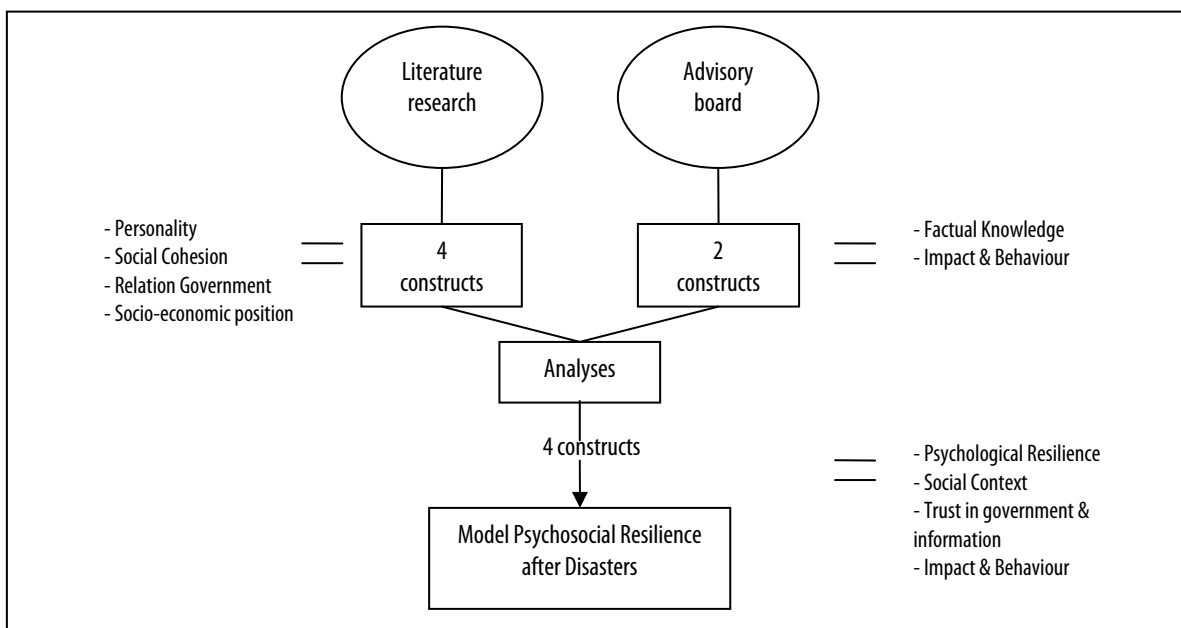 Literature
research
Advisory
board
- Personality
- Social Cohesion
- Relation Government
- Socio-economic position
4
constructs
2
constructs
- Factual Knowledge
- Impact & Behaviour
Analyses
4 constructs
- Psychological Resilience
- Social Context
- Trust in government &
information
- Impact & Behaviour
Model Psychosocial Resilience
after Disasters